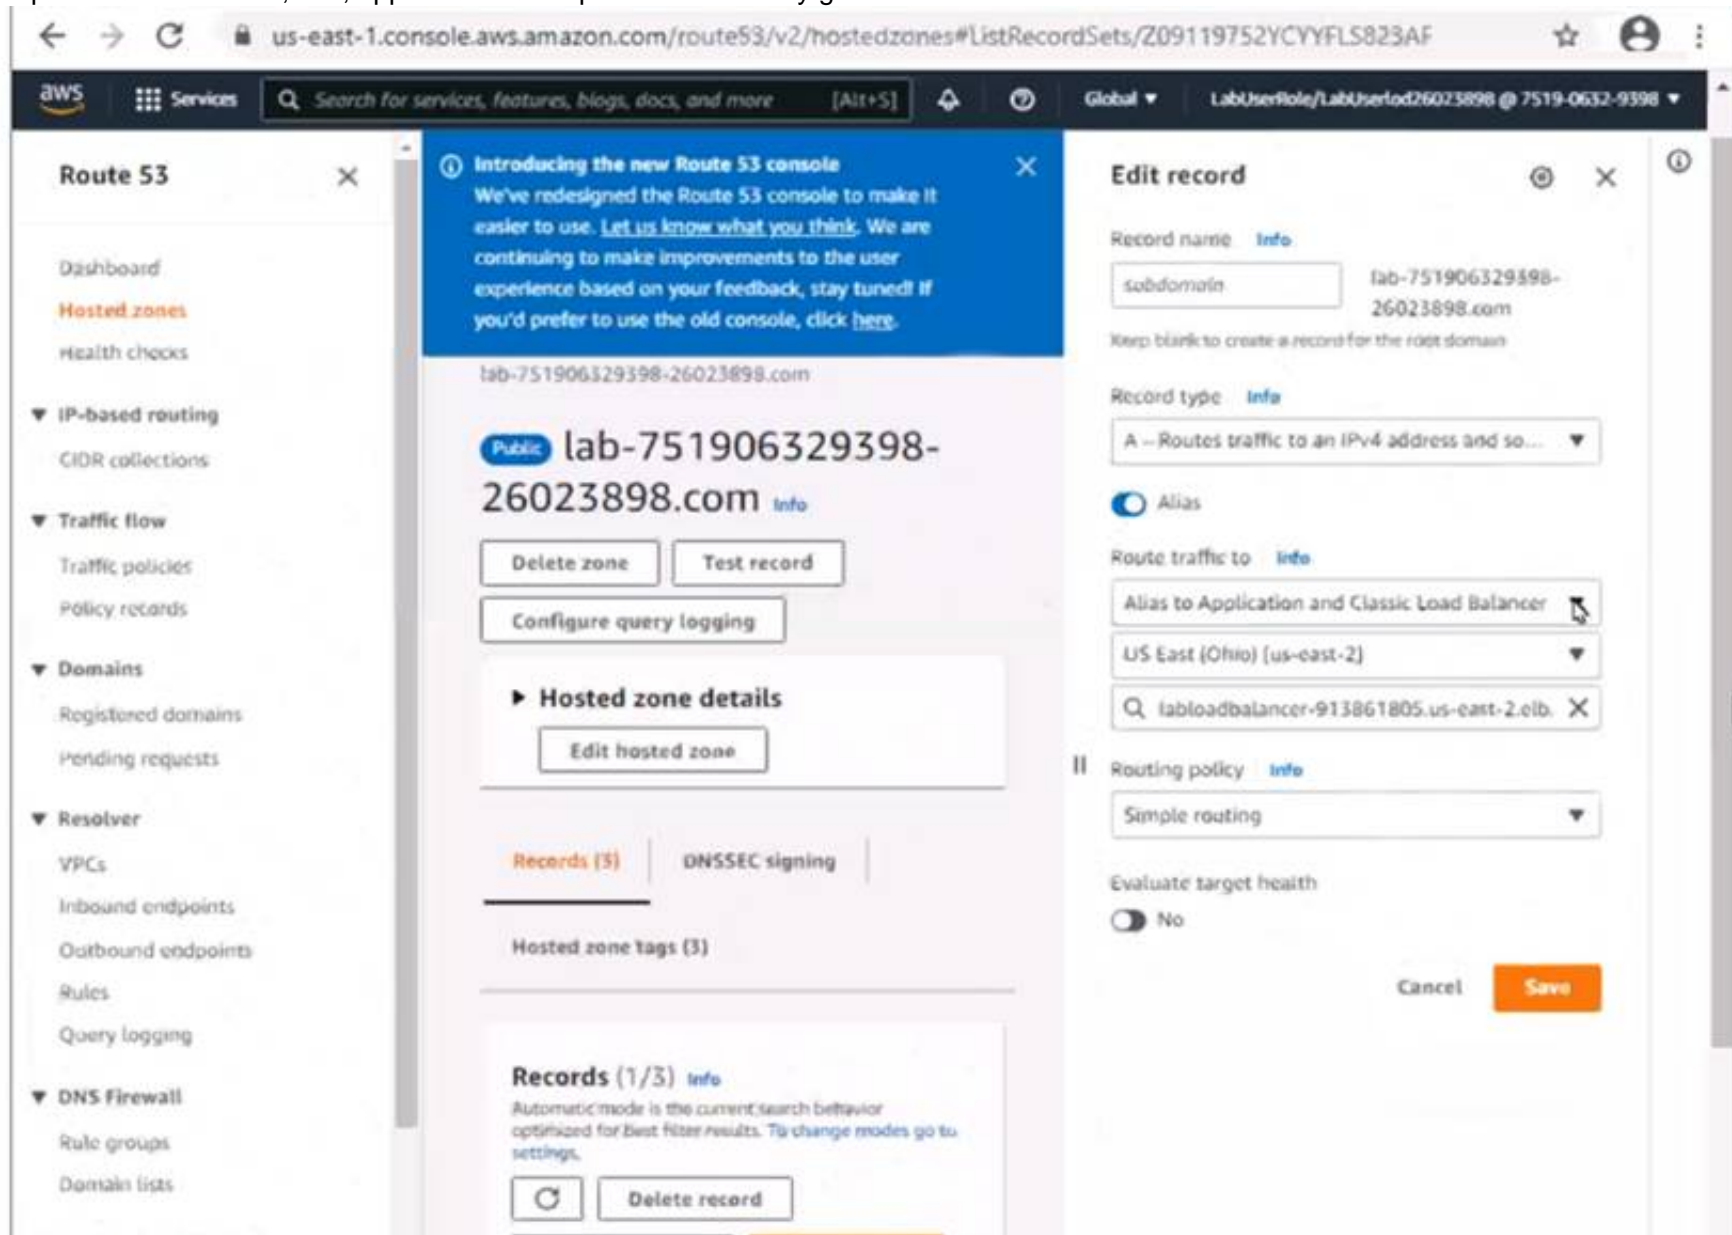 us-east-1.console.aws.amazon.com/route53/v2/hostedzones#ListRecordSets/Z09119752YCYYFLS823AF
aws
Services
Search for services, features, blogs, docs, and more
[Alt+S]
Global
LabUserRole/LabUserlod26023898 @ 7519-0632-9398
Route 53
Dashboard
Hosted zones
Health checks
IP-based routing
CIDR collections
Traffic flow
Traffic policies
Policy records
Domains
Registered domains
Pending requests
Resolver
VPCs
Inbound endpoints
Outbound endpoints
Rules
Query logging
DNS Firewall
Rule groups
Domain lists
Introducing the new Route 53 console
We've redesigned the Route 53 console to make it
easier to use. Let us know what you think. We are
continuing to make improvements to the user
experience based on your feedback, stay tuned! If
you'd prefer to use the old console, click here.
lab-751906329398-26023898.com
Public lab-751906329398-
26023898.com Info
Delete zone
Test record
Configure query logging
Hosted zone details
Edit hosted zone
Records (3)
DNSSEC signing
Hosted zone tags (3)
Records (1/3) Info
Automatic mode is the current search behavior
optimized for best filter results. To change modes go to
settings.
Delete record
Edit record
Record name Info
subdomain
lab-751906329398-
26023898.com
Keep blank to create a record for the root domain
Record type Info
A – Routes traffic to an IPv4 address and so...
Alias
Route traffic to Info
Alias to Application and Classic Load Balancer
US East (Ohio) [us-east-2]
labloadbalancer-913861805.us-east-2.elb.
Routing policy Info
Simple routing
Evaluate target health
No
Cancel
Save